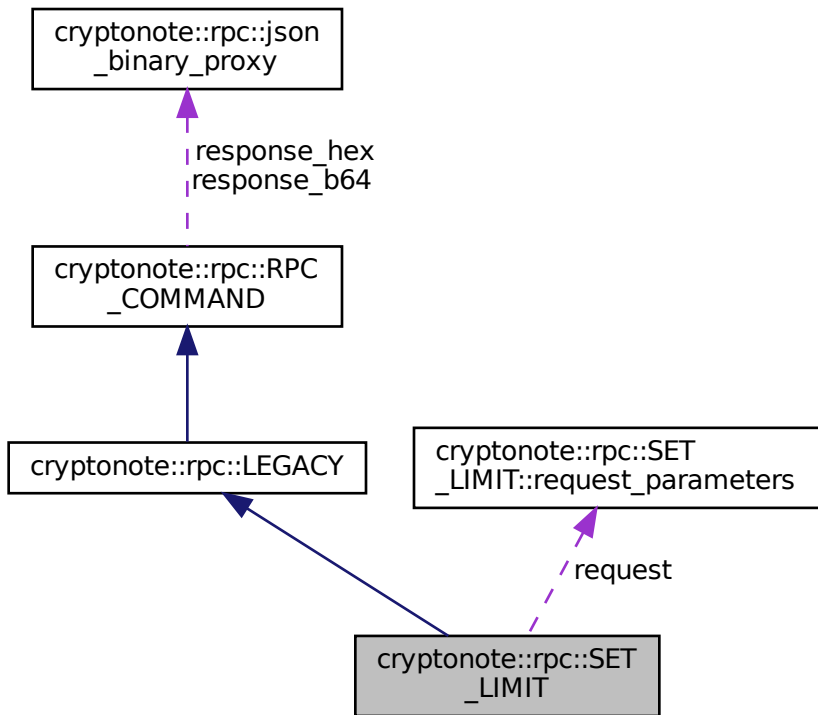 cryptonote::rpc::json
_binary_proxy
response_hex
response_b64
cryptonote::rpc::RPC
_COMMAND
cryptonote::rpc::LEGACY
cryptonote::rpc::SET
_LIMIT::request_parameters
request
cryptonote::rpc::SET
_LIMIT